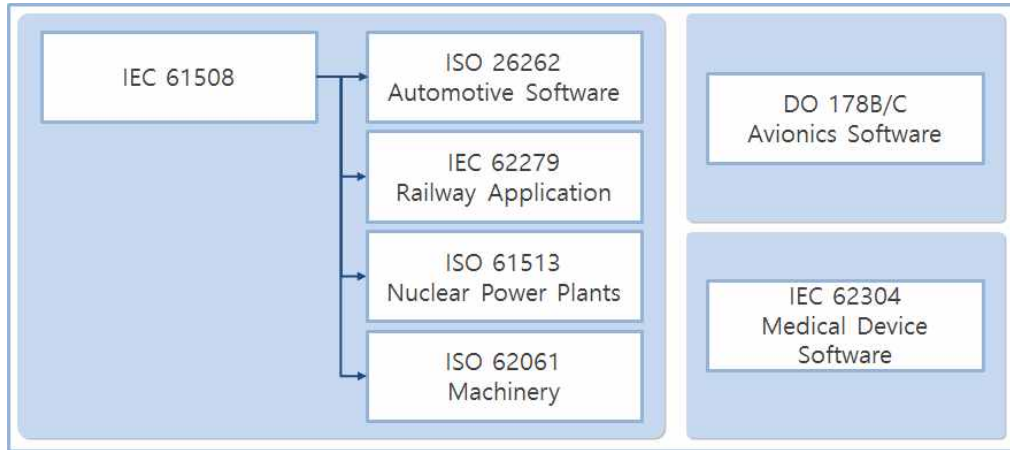 IEC 61508
ISO 26262
Automotive Software
IEC 62279
Railway Application
ISO 61513
Nuclear Power Plants
ISO 62061
Machinery
DO 178B/C
Avionics Software
IEC 62304
Medical Device
Software